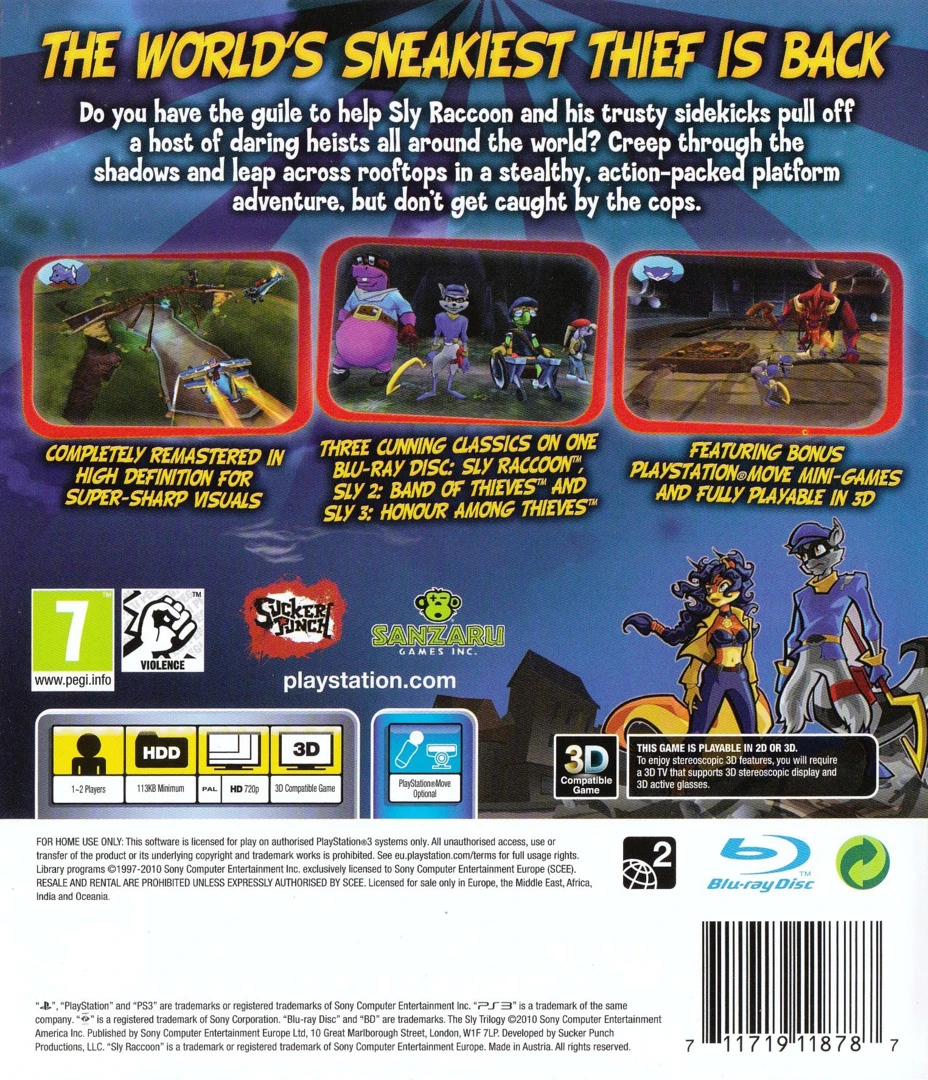 THE WORLD'S SNEAKIEST THIEF IS BACK
Do you have the guile to help Sly Raccoon and his trusty sidekicks pull off
a host of daring heists all around the world? Creep through the
shadows and leap across rooftops in a stealthy, action-packed platform
adventure, but don't get caught by the cops.
COMPLETELY REMASTERED IN
HIGH DEFINITION FOR
SUPER-SHARP VISUALS
THREE CUNNING CLASSICS ON ONE
BLU-RAY DISC: SLY RACCOON™,
SLY 2: BAND OF THIEVES™ AND
SLY 3: HONOUR AMONG THIEVES™
FEATURING BONUS
PLAYSTATION®MOVE MINI-GAMES
AND FULLY PLAYABLE IN 3D
7™
www.pegi.info
™
VIOLENCE
SUCKER
PUNCH
SANZARU
GAMES INC.
playstation.com
HDD
3D
1~2 Players
113KB Minimum
PAL
HD 720p
3D Compatible Game
PlayStation®Move
Optional
3D
Compatible
Game
THIS GAME IS PLAYABLE IN 2D OR 3D.
To enjoy stereoscopic 3D features, you will require
a 3D TV that supports 3D stereoscopic display and
3D active glasses.
FOR HOME USE ONLY: This software is licensed for play on authorised PlayStation®3 systems only. All unauthorised access, use or
transfer of the product or its underlying copyright and trademark works is prohibited. See eu.playstation.com/terms for full usage rights.
Library programs ©1997-2010 Sony Computer Entertainment Inc. exclusively licensed to Sony Computer Entertainment Europe (SCEE).
RESALE AND RENTAL ARE PROHIBITED UNLESS EXPRESSLY AUTHORISED BY SCEE. Licensed for sale only in Europe, the Middle East, Africa,
India and Oceania.
2
Blu-ray Disc™
"", "PlayStation" and "PS3" are trademarks or registered trademarks of Sony Computer Entertainment Inc. "PS3" is a trademark of the same
company. "" is a registered trademark of Sony Corporation. "Blu-ray Disc" and "BD" are trademarks. The Sly Trilogy ©2010 Sony Computer Entertainment
America Inc. Published by Sony Computer Entertainment Europe Ltd, 10 Great Marlborough Street, London, W1F 7LP. Developed by Sucker Punch
Productions, LLC. "Sly Raccoon" is a trademark or registered trademark of Sony Computer Entertainment Europe. Made in Austria. All rights reserved.
7 11719 11878 7